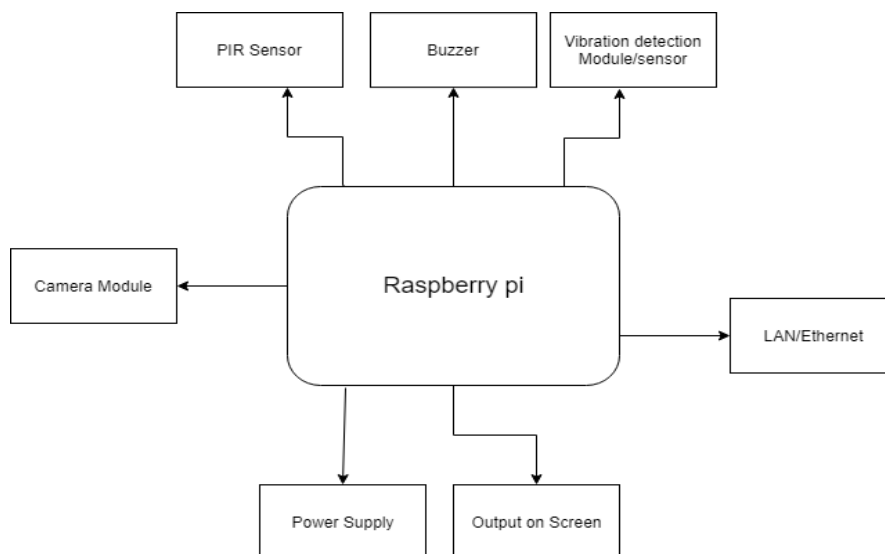 PIR Sensor
Buzzer
Vibration detection
Module/sensor
Camera Module
Raspberry pi
LAN/Ethernet
Power Supply
Output on Screen